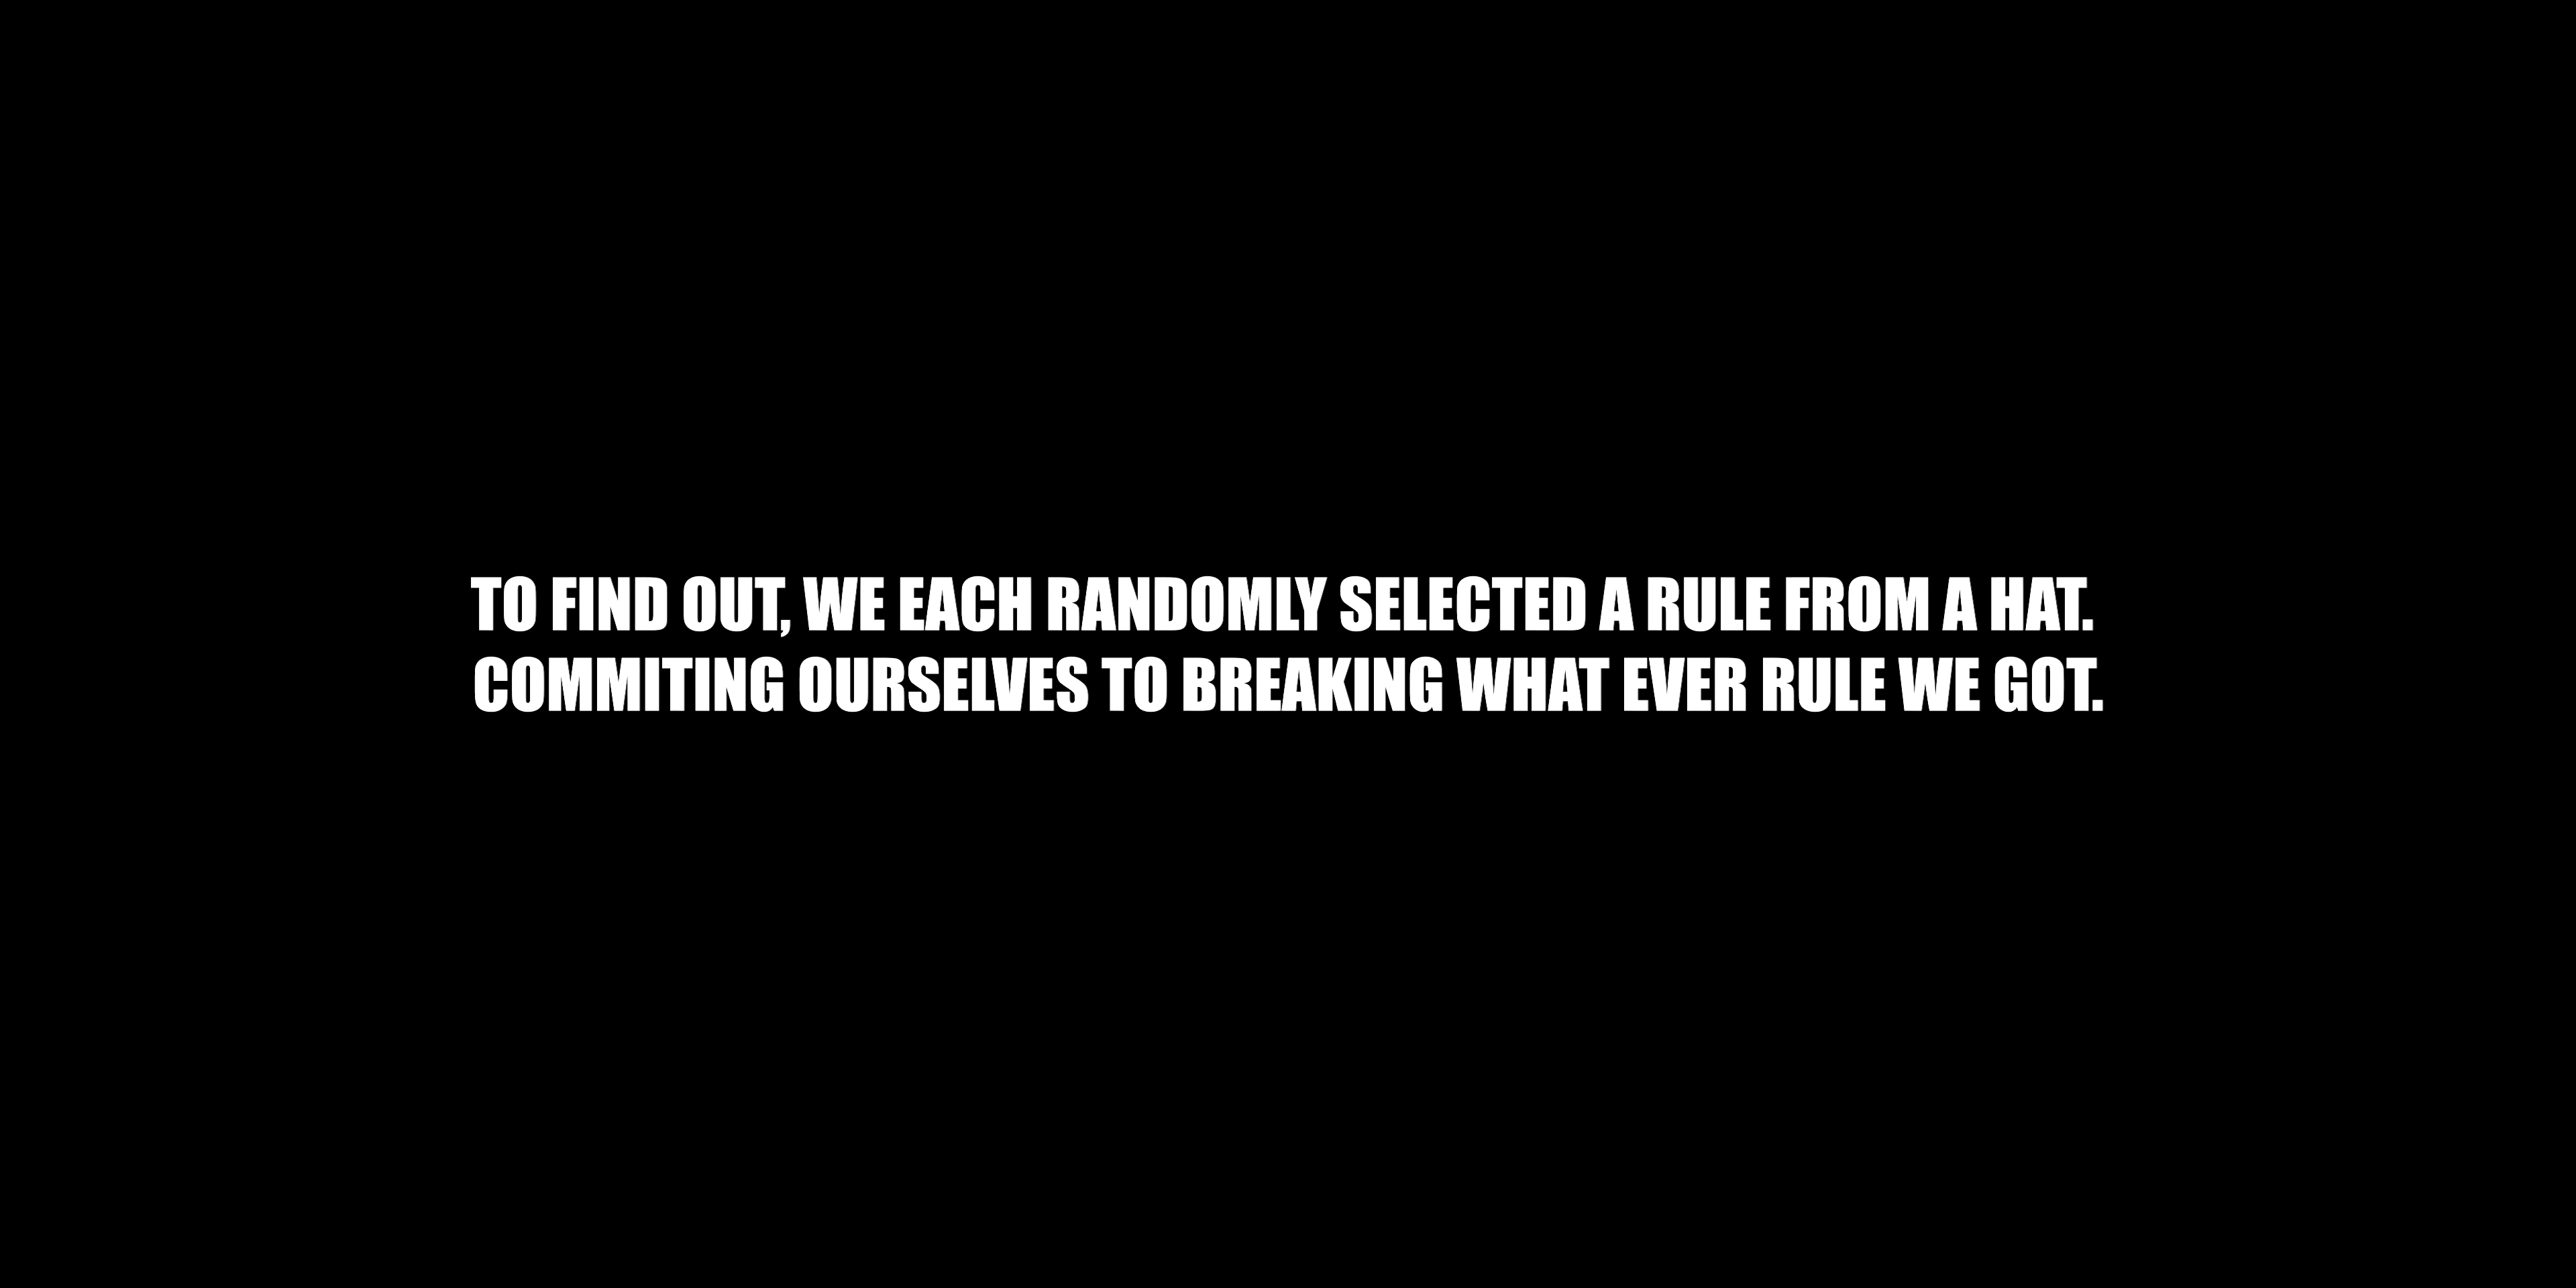 TO FIND OUT, WE EACH RANDOMLY SELECTED A RULE FROM A HAT.
COMMITING OURSELVES TO BREAKING WHAT EVER RULE WE GOT.